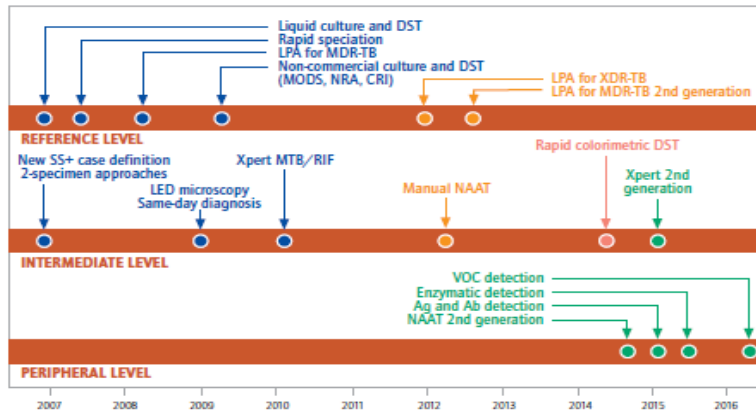 Liquid culture and DST
Rapid speciation
LPA for MDR-TB
Non-commercial culture and DST
(MODS, NRA, CRI)
LPA for XDR-TB
LPA for MDR-TB 2nd generation
REFERENCE LEVEL
New SS+ case definition
2-specimen approaches
LED microscopy
Same-day diagnosis
Xpert MTB/RIF
Manual NAAT
Rapid colorimetric DST
Xpert 2nd
generation
INTERMEDIATE LEVEL
VOC detection
Enzymatic detection
Ag and Ab detection
NAAT 2nd generation
PERIPHERAL LEVEL
2007 2008 2009 2010 2011 2012 2013 2014 2015 2016